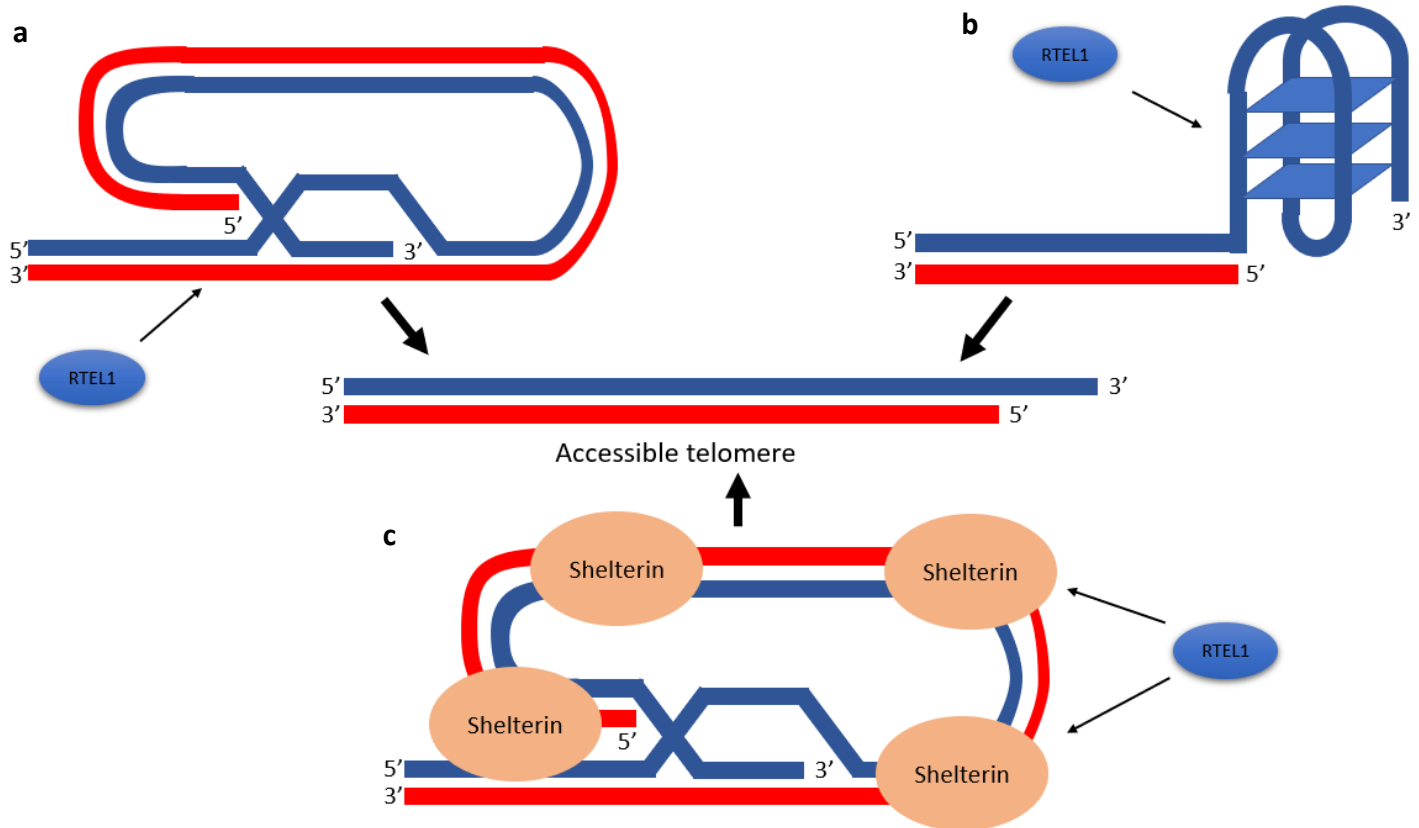 a
5’
5’
3’
3’
RTEL1
b
RTEL1
3’
5’
3’
5’
5’
3’
3’
5’
Accessible telomere
c
Shelterin
Shelterin
RTEL1
Shelterin
5’
Shelterin
5’
3’
3’